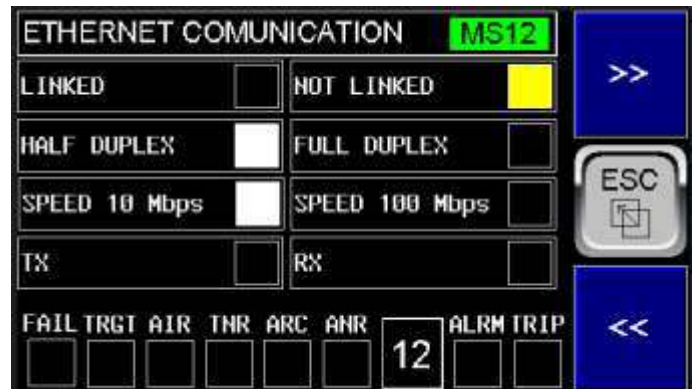 ETHERNET COMUNICATION MS12
>>
LINKED NOT LINKED
HALF DUPLEX FULL DUPLEX
ESC
SPEED 10 Mbps SPEED 100 Mbps
TX RX
FAIL TRGT AIR TNR ARC ANR 12 ALRM TRIP
<<